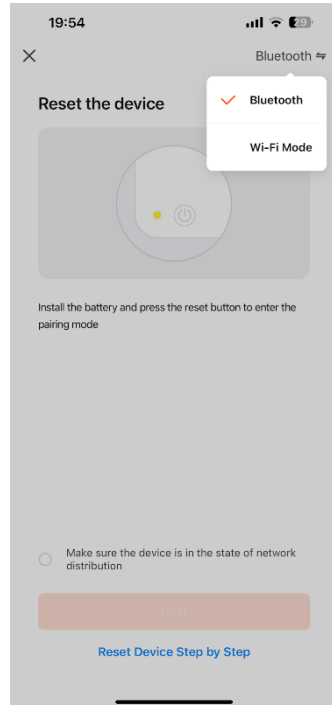 19:54
29
Bluetooth ⇋
Reset the device
Bluetooth
Wi-Fi Mode
Install the battery and press the reset button to enter the
pairing mode
Make sure the device is in the state of network
distribution
Next
Reset Device Step by Step